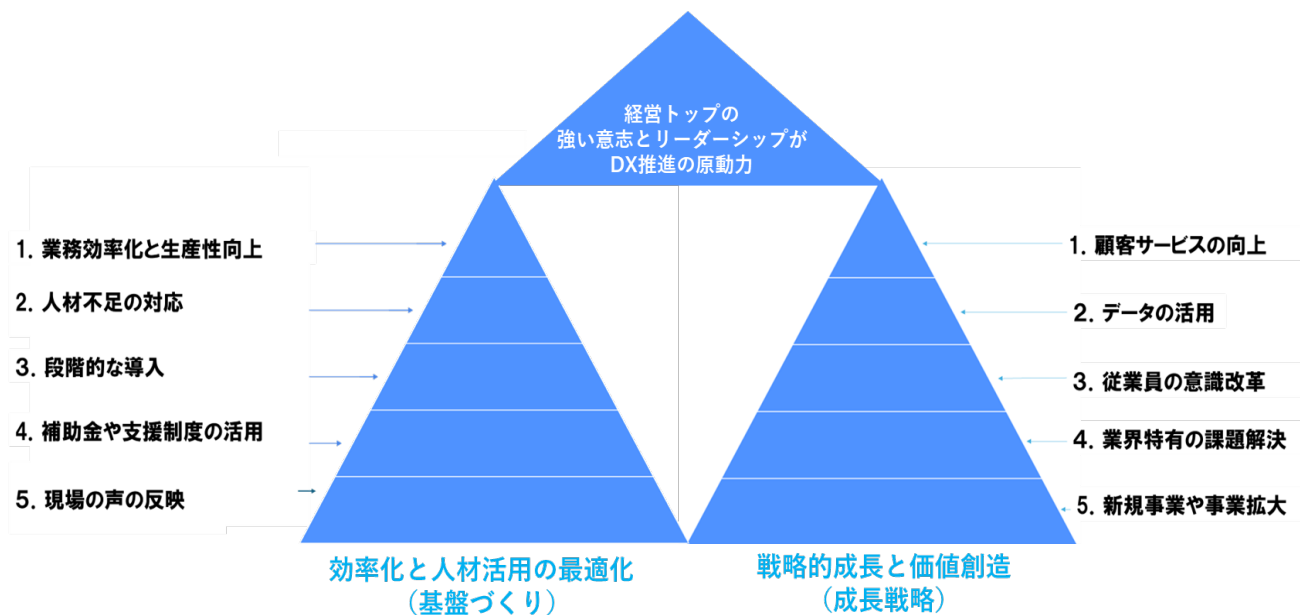 経営トップの
強い意志とリーダーシップが
DX推進の原動力
1. 業務効率化と生産性向上
2. 人材不足の対応
3. 段階的な導入
4. 補助金や支援制度の活用
5. 現場の声の反映
効率化と人材活用の最適化
（基盤づくり）
1. 顧客サービスの向上
2. データの活用
3. 従業員の意識改革
4. 業界特有の課題解決
5. 新規事業や事業拡大
戦略的成長と価値創造
（成長戦略）